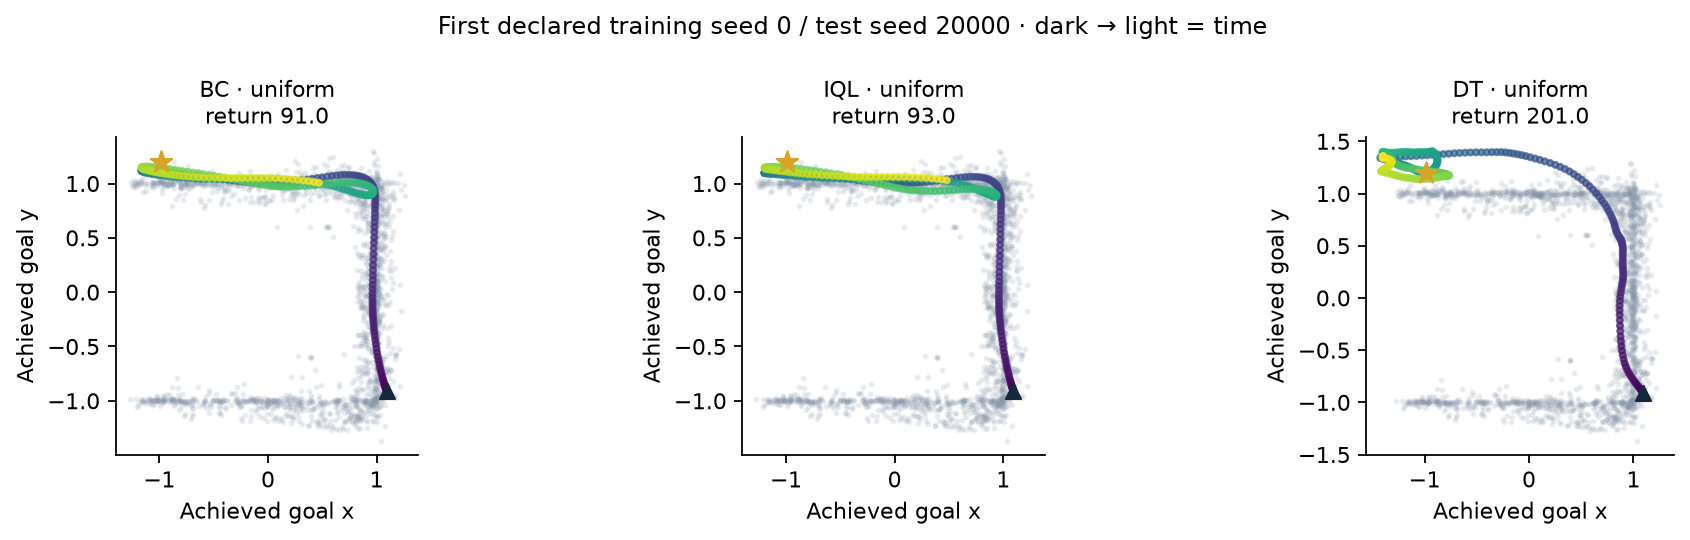 First declared training seed 0 / test seed 20000 · dark → light = time
BC · uniform
return 91.0
1.0
0.5
0.0
−0.5
−1.0
−1
0
1
Achieved goal y
Achieved goal x
IQL · uniform
return 93.0
1.0
0.5
0.0
−0.5
−1.0
−1
0
1
Achieved goal y
Achieved goal x
DT · uniform
return 201.0
1.5
1.0
0.5
0.0
−0.5
−1.0
−1.5
−1
0
1
Achieved goal y
Achieved goal x